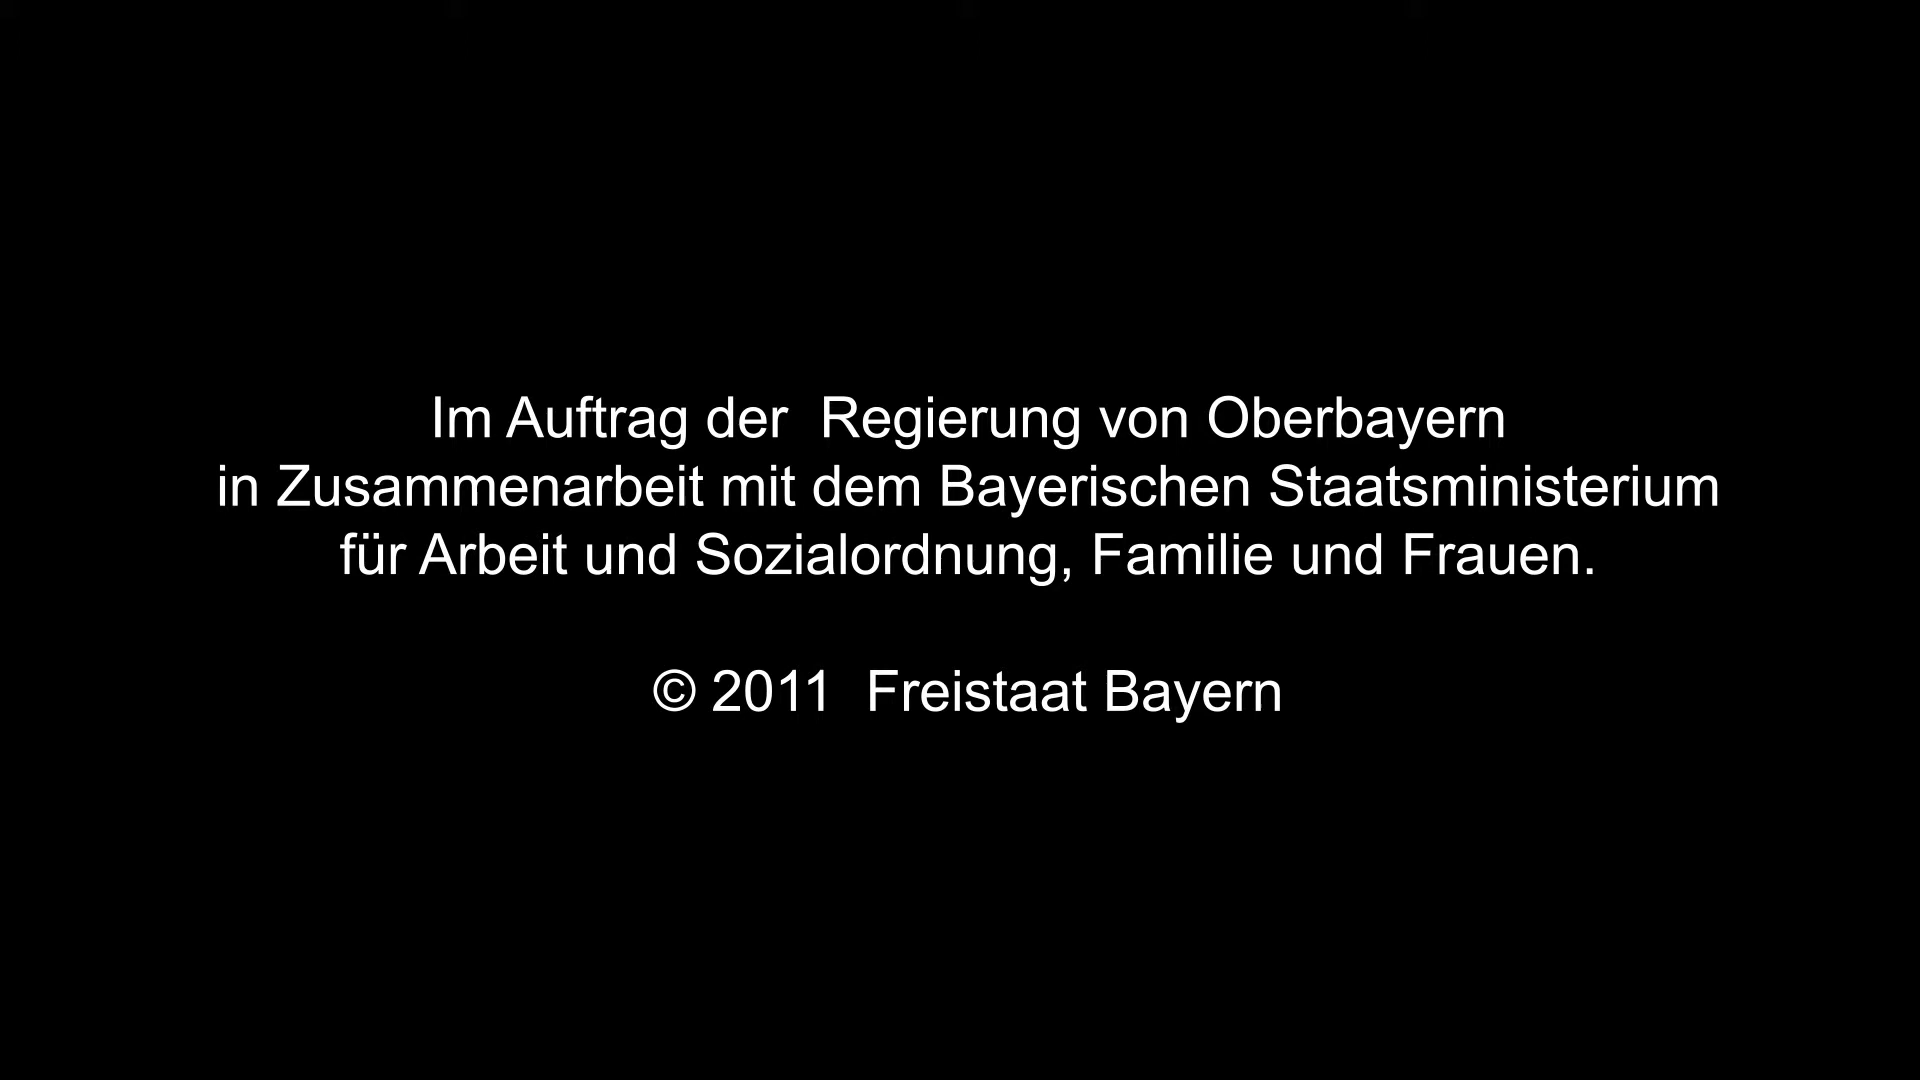 Im Auftrag der  Regierung von Oberbayern
in Zusammenarbeit mit dem Bayerischen Staatsministerium
für Arbeit und Sozialordnung, Familie und Frauen.
© 2011  Freistaat Bayern